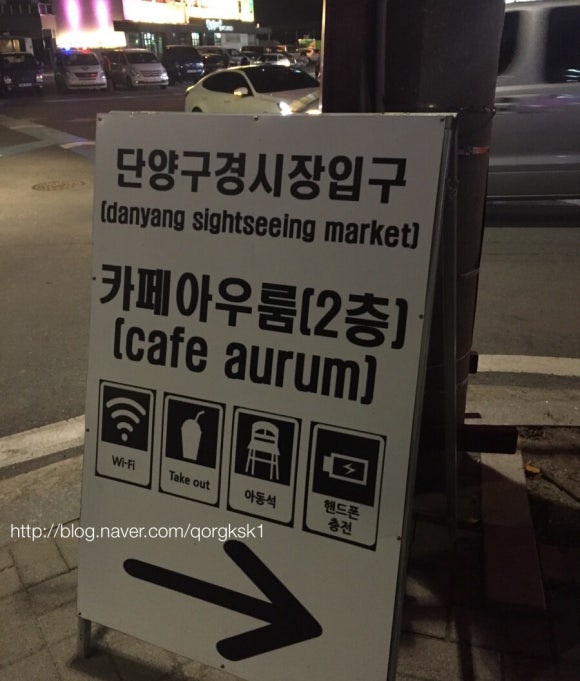 단양구경시장입구
(danyang sightseeing market)
카페아우룸(2층)
(cafe aurum)
Wi-Fi
Take out
아동석
핸드폰
충전
http://blog.naver.com/qorgksk1